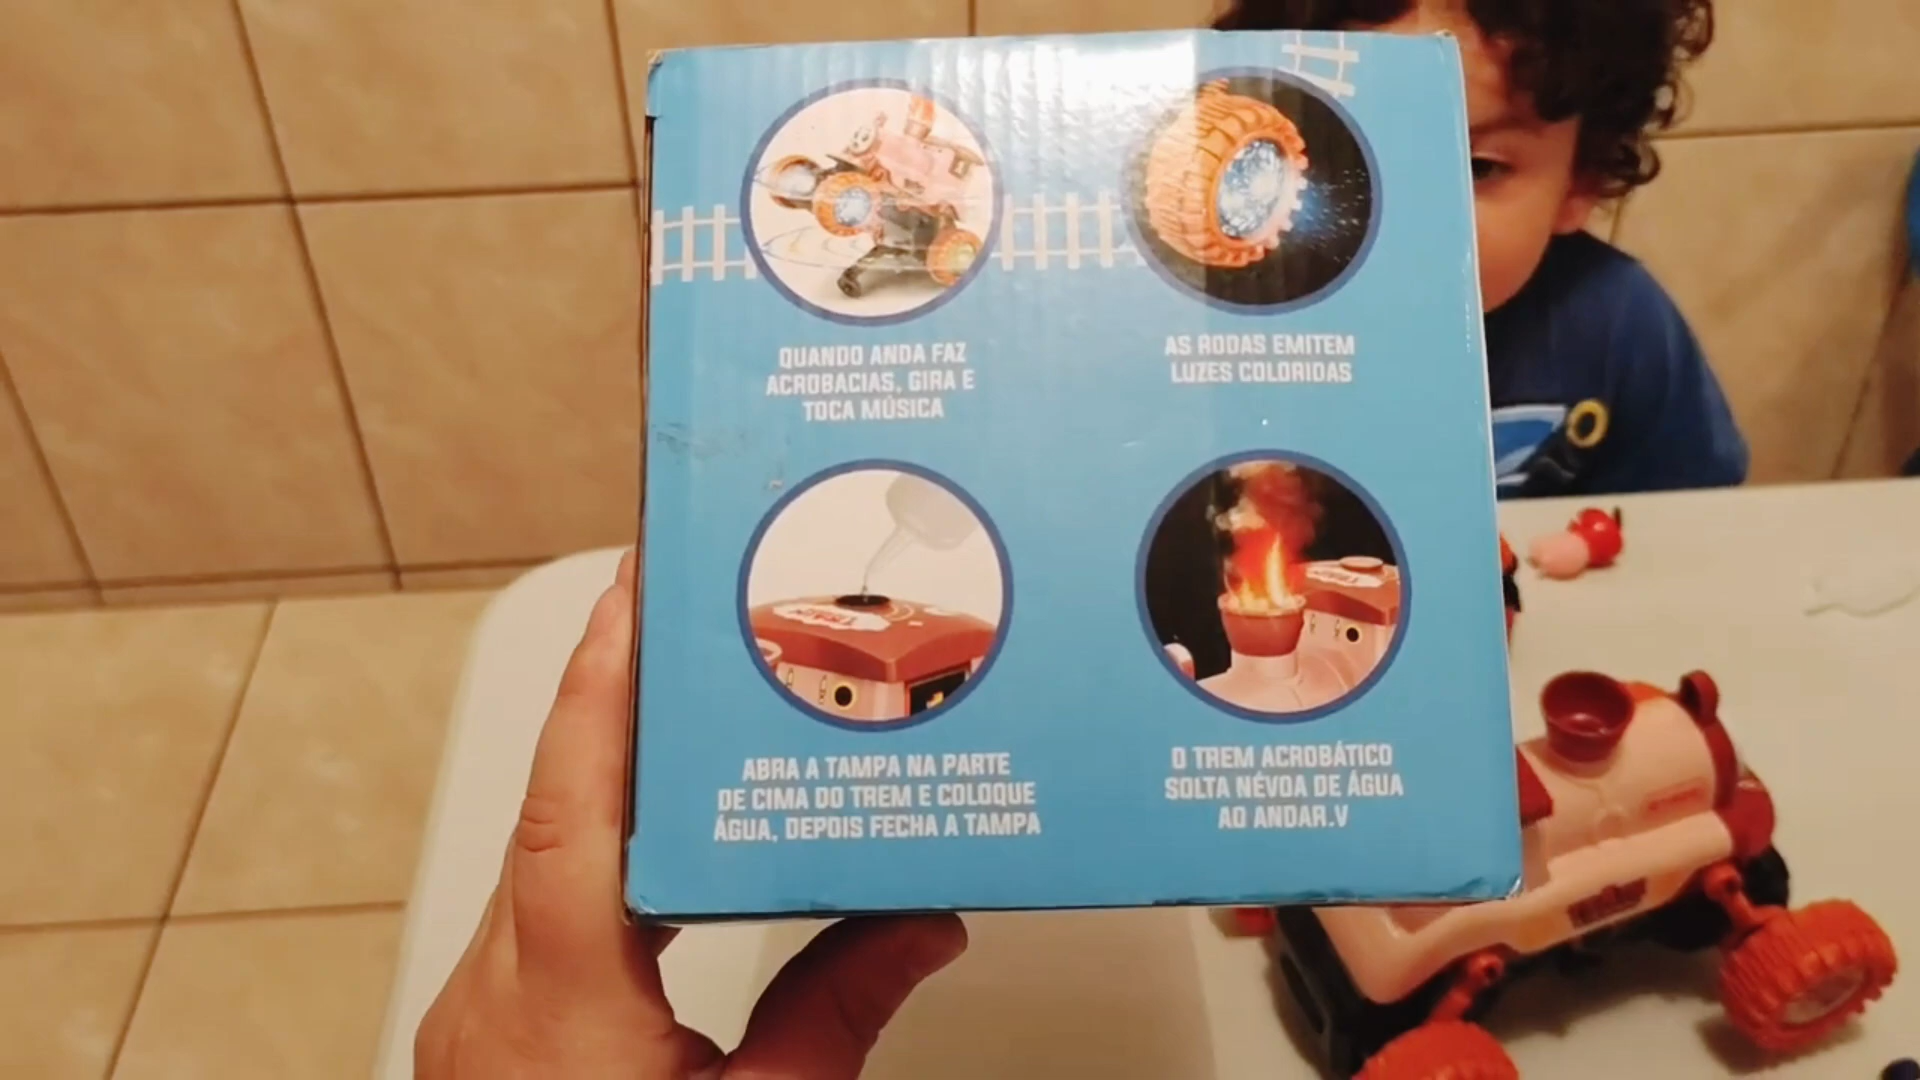 QUANDO ANDA FAZ
ACROBACIAS, GIRA E
TOCA MÚSICA
AS RODAS EMITEM
LUZES COLORIDAS
ABRA A TAMPA NA PARTE
DE CIMA DO TREM E COLOQUE
ÁGUA, DEPOIS FECHA A TAMPA
O TREM ACROBÁTICO
SOLTA NÉVOA DE ÁGUA
AO ANDAR.V